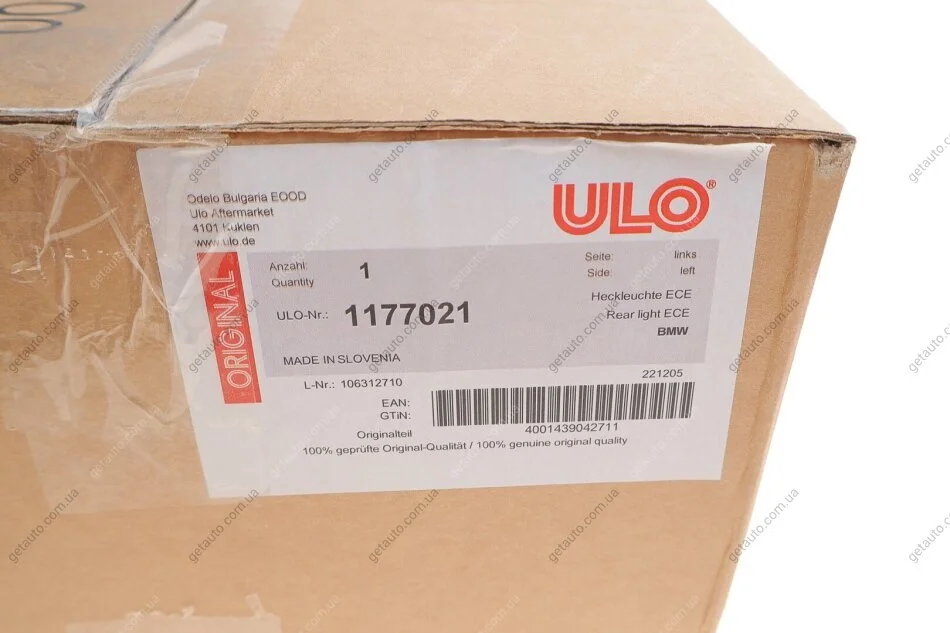 Odelo Bulgaria EOOD
Ulo Aftermarket
4101 Kuklen
www.ulo.de
ULO®
ORIGINAL
Anzahl:
Quantity
1
Seite: links
Side: left
ULO-Nr.: 1177021
Heckleuchte ECE
Rear light ECE
BMW
MADE IN SLOVENIA
L-Nr.: 106312710
221205
EAN:
GTiN:
4001439042711
Originalteil
100% geprüfte Original-Qualität / 100% genuine original quality
getauto.com.ua